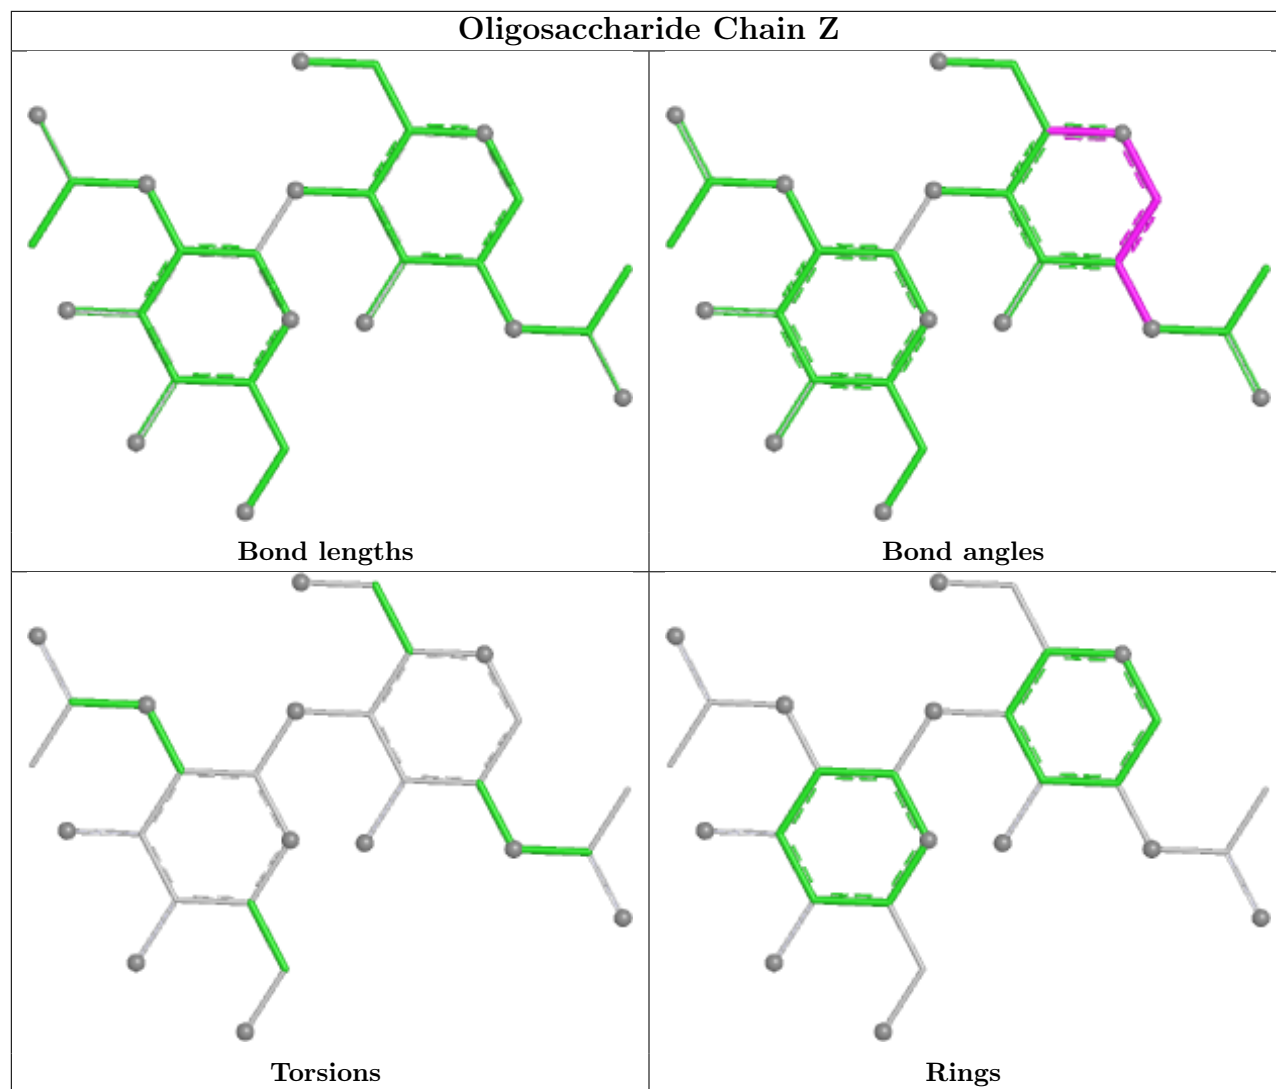 Oligosaccharide Chain Z
Bond lengths
Bond angles
Torsions
Rings